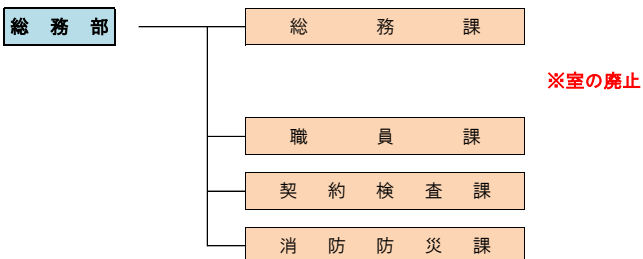 総務部
総務課
※室の廃止
職員課
契約検査課
消防防災課